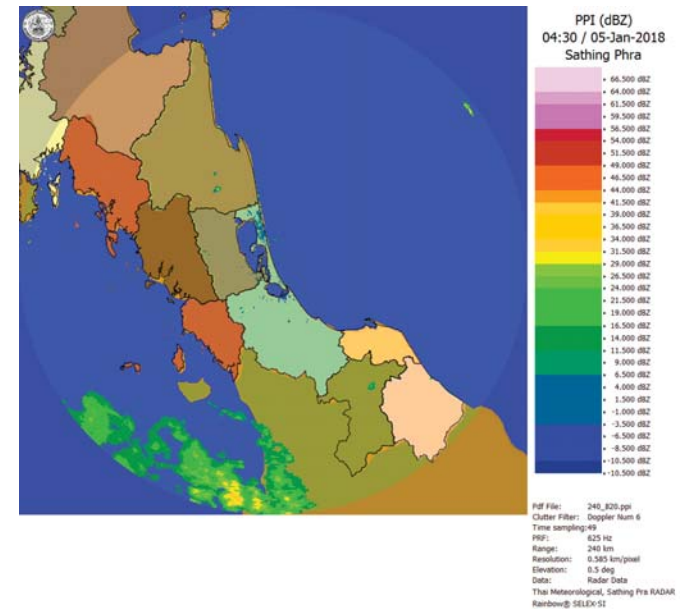 PPI (dBZ)
04:30 / 05-Jan-2018
Sathing Phra
66.500 dBZ
64.000 dBZ
61.500 dBZ
59.500 dBZ
56.500 dBZ
54.000 dBZ
51.500 dBZ
49.000 dBZ
46.500 dBZ
44.000 dBZ
41.500 dBZ
39.000 dBZ
36.500 dBZ
34.000 dBZ
31.500 dBZ
29.000 dBZ
26.500 dBZ
24.000 dBZ
21.500 dBZ
19.000 dBZ
16.500 dBZ
14.000 dBZ
11.500 dBZ
9.000 dBZ
6.500 dBZ
4.000 dBZ
1.500 dBZ
-1.000 dBZ
-3.500 dBZ
-6.500 dBZ
-8.500 dBZ
-10.500 dBZ
-10.500 dBZ
Pdf File: 240_820.ppi
Clutter Filter: Doppler Num 6
Time sampling:49
PRF: 625 Hz
Range: 240 km
Resolution: 0.585 km/pixel
Elevation: 0.5 deg
Data: Radar Data
Thai Meteorological, Sathing Pra RADAR
Rainbow® SELEX-SI